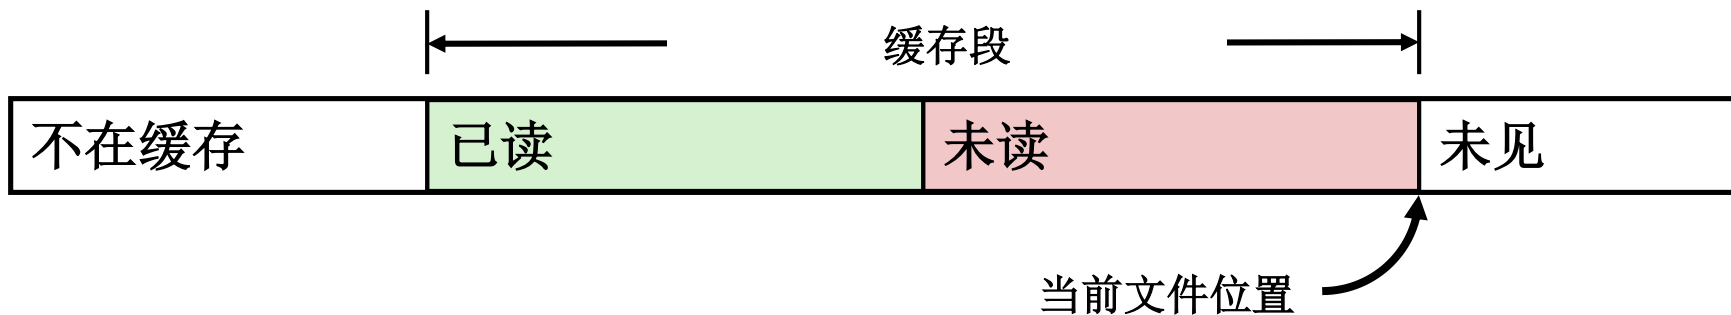 缓存段
不在缓存 已读 未读 未见
当前文件位置